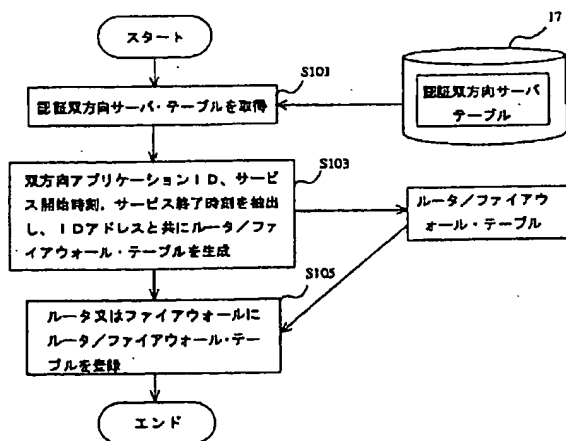 スタート
17
S101
認証双方向サーバ・テーブルを取得
認証双方向サーバ
テーブル
S103
双方向アプリケーションID、サービ
ス開始時刻、サービス終了時刻を抽出
し、IDアドレスと共にルータ/ファ
イアウォール・テーブルを生成
ルータ/ファイアウ
ォール・テーブル
S105
ルータ又はファイアウォールに
ルータ/ファイアウォール・テー
ブルを登録
エンド